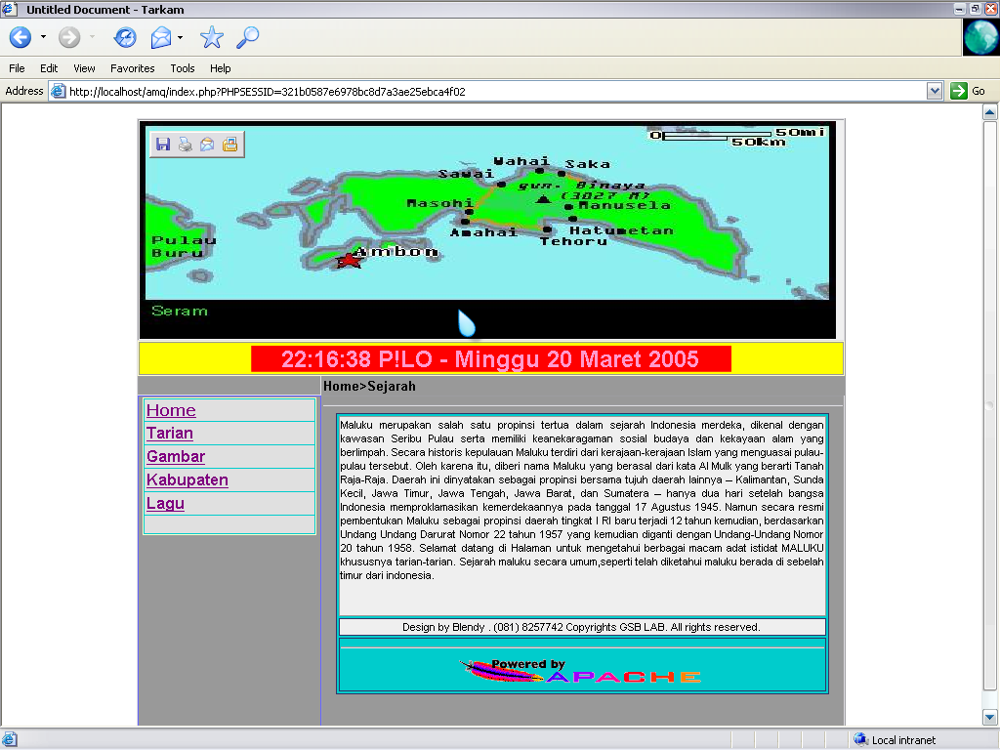 Untitled Document - Tarkam
File Edit View Favorites Tools Help
Address http://localhost/amq/index.php?PHPSESSID=321b0587e6978bc8d7a3ae25ebca4f02 Go
0 50mi
50km
Wahai Saka
Sawai
gun. Binaya
(3027 M)
Masohi
Manusela
Amahai
Hatumetan
Tehoru
Pulau
Buru
Ambon
Seram
22:16:38 P!LO - Minggu 20 Maret 2005
Home>Sejarah
Home
Tarian
Gambar
Kabupaten
Lagu
Maluku merupakan salah satu propinsi tertua dalam sejarah Indonesia merdeka, dikenal dengan
kawasan Seribu Pulau serta memiliki keanekaragaman sosial budaya dan kekayaan alam yang
berlimpah. Secara historis kepulauan Maluku terdiri dari kerajaan-kerajaan Islam yang menguasai pulau-
pulau tersebut. Oleh karena itu, diberi nama Maluku yang berasal dari kata Al Mulk yang berarti Tanah
Raja-Raja. Daerah ini dinyatakan sebagai propinsi bersama tujuh daerah lainnya – Kalimantan, Sunda
Kecil, Jawa Timur, Jawa Tengah, Jawa Barat, dan Sumatera – hanya dua hari setelah bangsa
Indonesia memproklamasikan kemerdekaannya pada tanggal 17 Agustus 1945. Namun secara resmi
pembentukan Maluku sebagai propinsi daerah tingkat I RI baru terjadi 12 tahun kemudian, berdasarkan
Undang Undang Darurat Nomor 22 tahun 1957 yang kemudian diganti dengan Undang-Undang Nomor
20 tahun 1958. Selamat datang di Halaman untuk mengetahui berbagai macam adat istidat MALUKU
khususnya tarian-tarian. Sejarah maluku secara umum,seperti telah diketahui maluku berada di sebelah
timur dari indonesia.
Design by Blendy . (081) 8257742 Copyrights GSB LAB. All rights reserved.
Powered by
APACHE
Local intranet